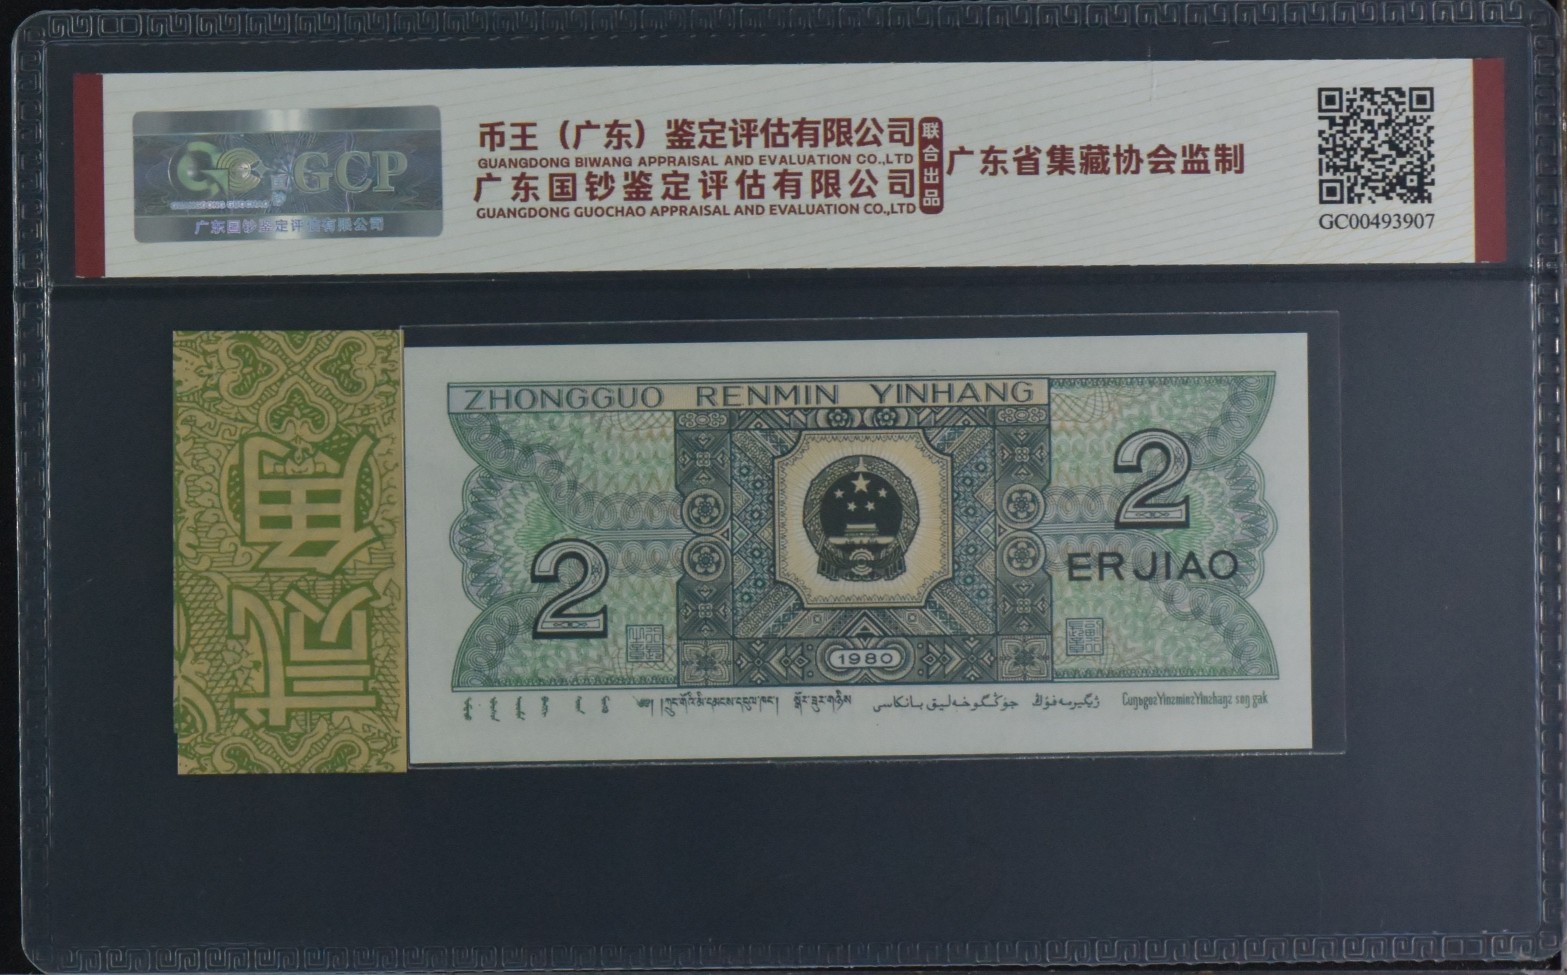 GCP
广东国钞鉴定评估有限公司
币王（广东）鉴定评估有限公司
GUANGDONG BIWANG APPRAISAL AND EVALUATION CO.,LTD
广东国钞鉴定评估有限公司
GUANGDONG GUOCHAO APPRAISAL AND EVALUATION CO.,LTD
联合出品
广东省集藏协会监制
GC00493907
ZHONGGUO RENMIN YINHANG
2
2
ERJIAO
1980
جۇڭگو خەلىق بانكاسى